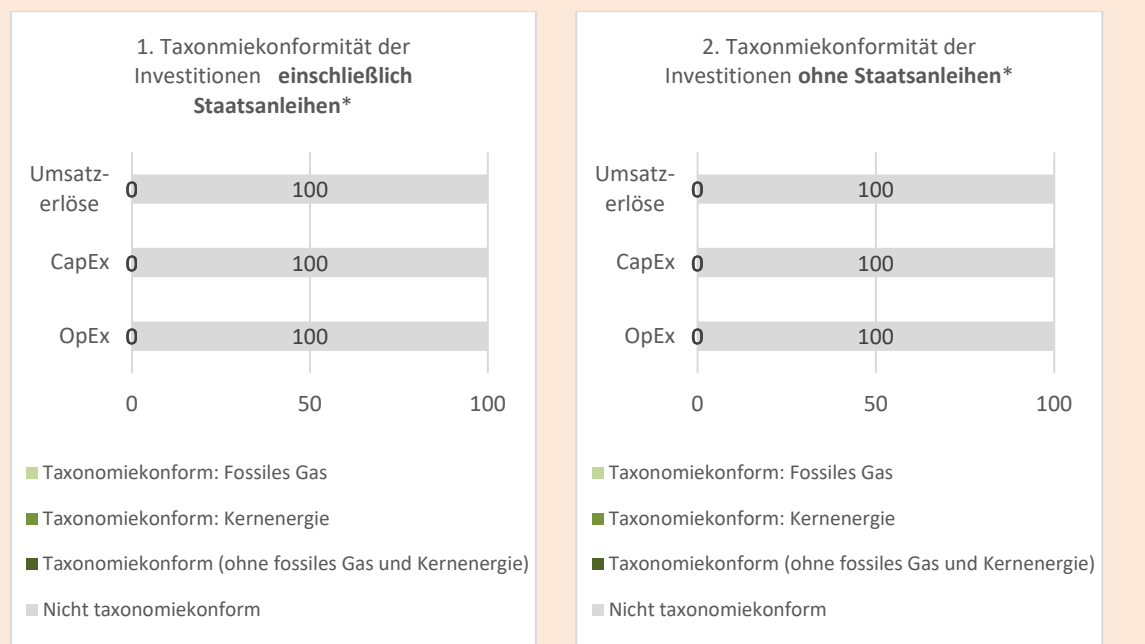 1. Taxonmiekonformität der
Investitionen einschließlich
Staatsanleihen*
Umsatz-
erlöse
0 100
CapEx 0 100
OpEx 0 100
0 50 100
Taxonomiekonform: Fossiles Gas
Taxonomiekonform: Kernenergie
Taxonomiekonform (ohne fossiles Gas und Kernenergie)
Nicht taxonomiekonform
2. Taxonmiekonformität der
Investitionen ohne Staatsanleihen*
Umsatz-
erlöse
0 100
CapEx 0 100
OpEx 0 100
0 50 100
Taxonomiekonform: Fossiles Gas
Taxonomiekonform: Kernenergie
Taxonomiekonform (ohne fossiles Gas und Kernenergie)
Nicht taxonomiekonform